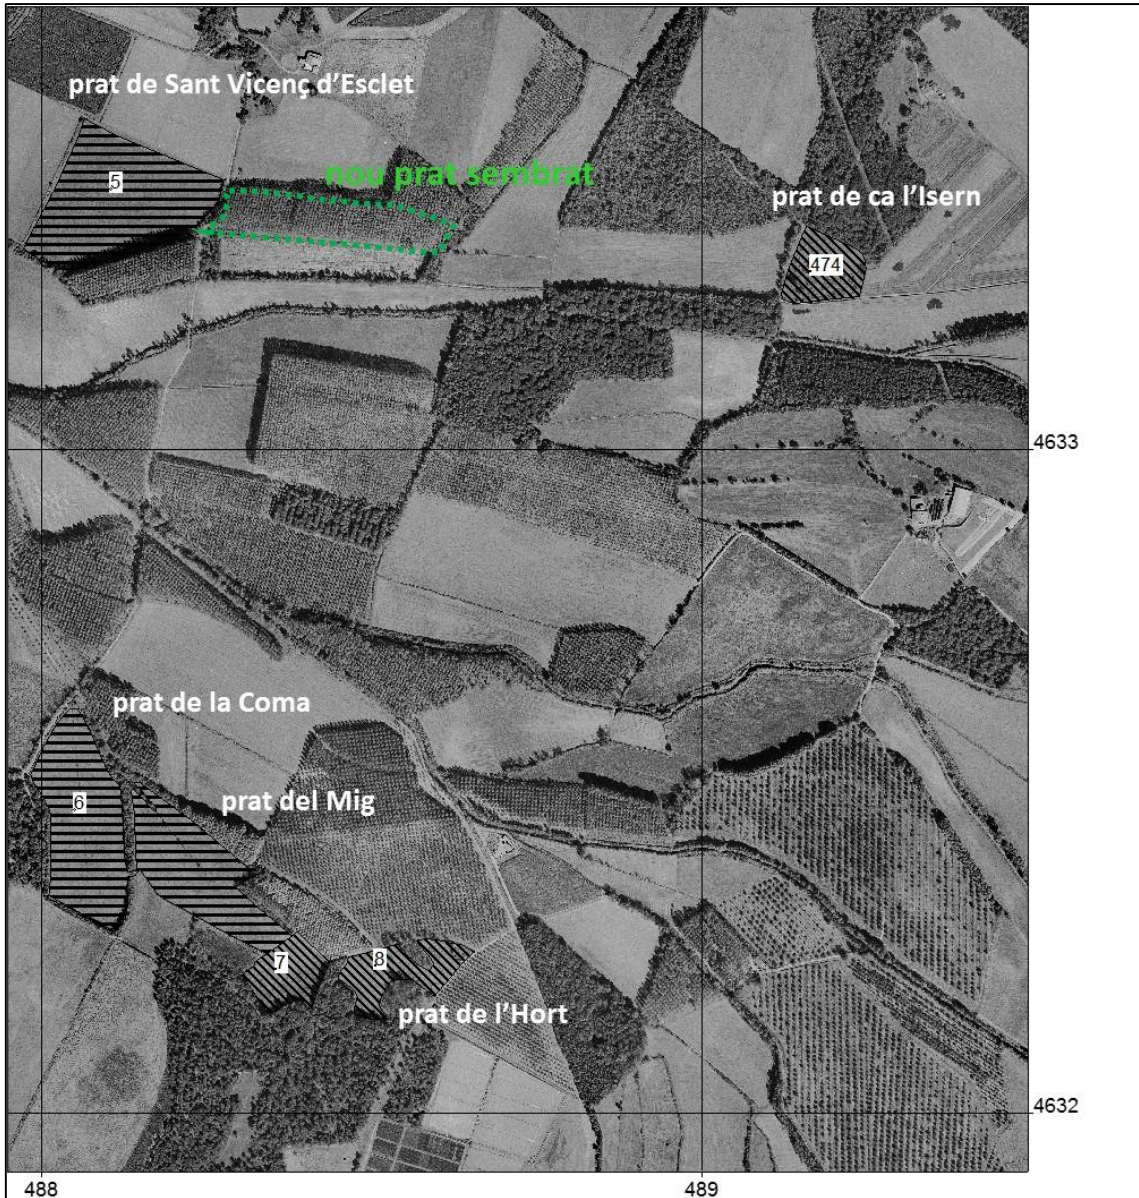 prat de Sant Vicenç d'Esclet
5
nou prat sembrat
prat de ca l'Isern
474
4633
prat de la Coma
6
prat del Mig
7
8
prat de l'Hort
4632
488
489